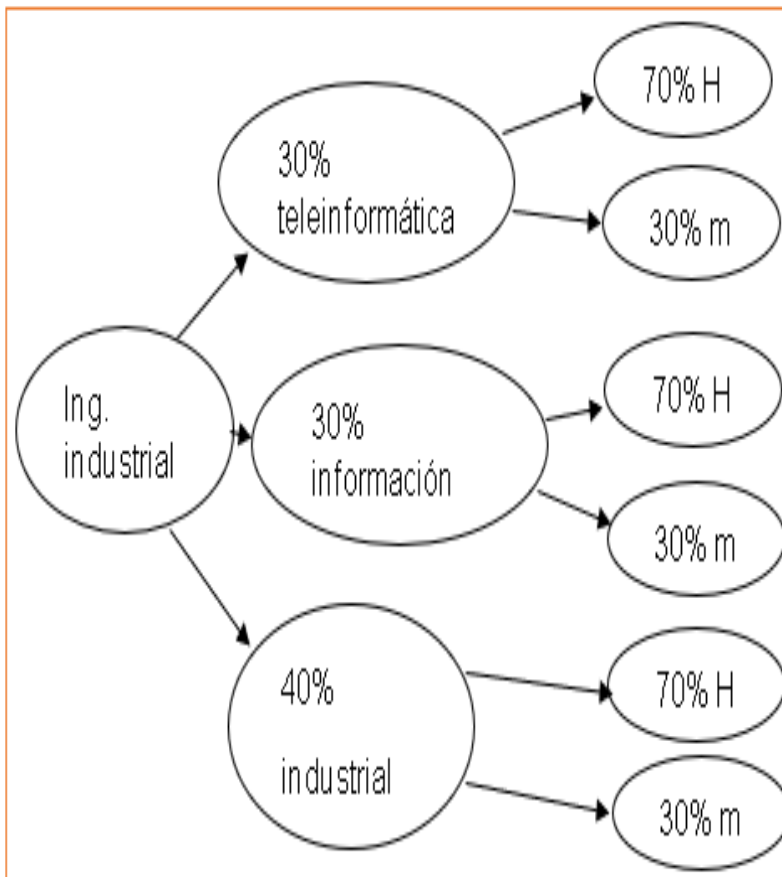 Ing.
industrial
30%
teleinformática
70% H
30% m
30%
información
70% H
30% m
40%
industrial
70% H
30% m